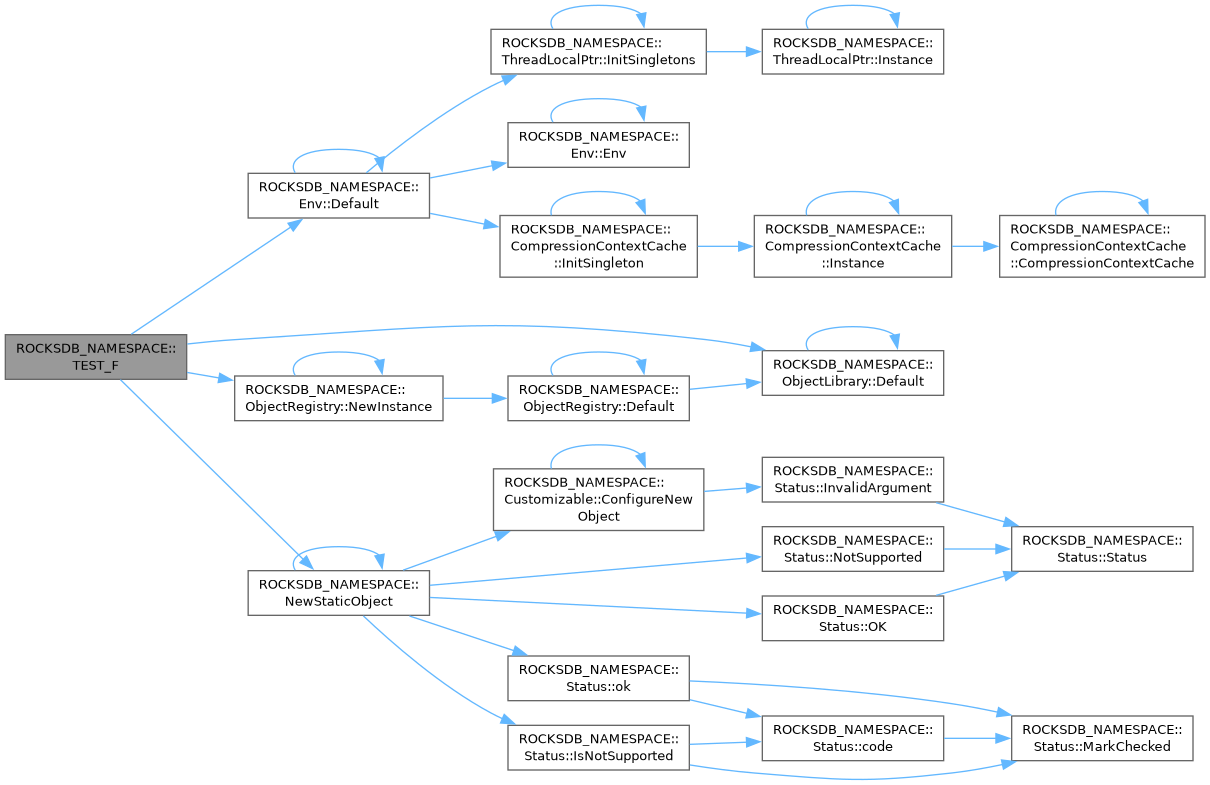 ROCKSDB_NAMESPACE::
TEST_F
ROCKSDB_NAMESPACE::
Env::Default
ROCKSDB_NAMESPACE::
ThreadLocalPtr::InitSingletons
ROCKSDB_NAMESPACE::
ThreadLocalPtr::Instance
ROCKSDB_NAMESPACE::
Env::Env
ROCKSDB_NAMESPACE::
CompressionContextCache
::InitSingleton
ROCKSDB_NAMESPACE::
CompressionContextCache
::Instance
ROCKSDB_NAMESPACE::
CompressionContextCache
::CompressionContextCache
ROCKSDB_NAMESPACE::
ObjectLibrary::Default
ROCKSDB_NAMESPACE::
ObjectRegistry::NewInstance
ROCKSDB_NAMESPACE::
ObjectRegistry::Default
ROCKSDB_NAMESPACE::
NewStaticObject
ROCKSDB_NAMESPACE::
Customizable::ConfigureNew
Object
ROCKSDB_NAMESPACE::
Status::InvalidArgument
ROCKSDB_NAMESPACE::
Status::NotSupported
ROCKSDB_NAMESPACE::
Status::Status
ROCKSDB_NAMESPACE::
Status::OK
ROCKSDB_NAMESPACE::
Status::ok
ROCKSDB_NAMESPACE::
Status::IsNotSupported
ROCKSDB_NAMESPACE::
Status::code
ROCKSDB_NAMESPACE::
Status::MarkChecked